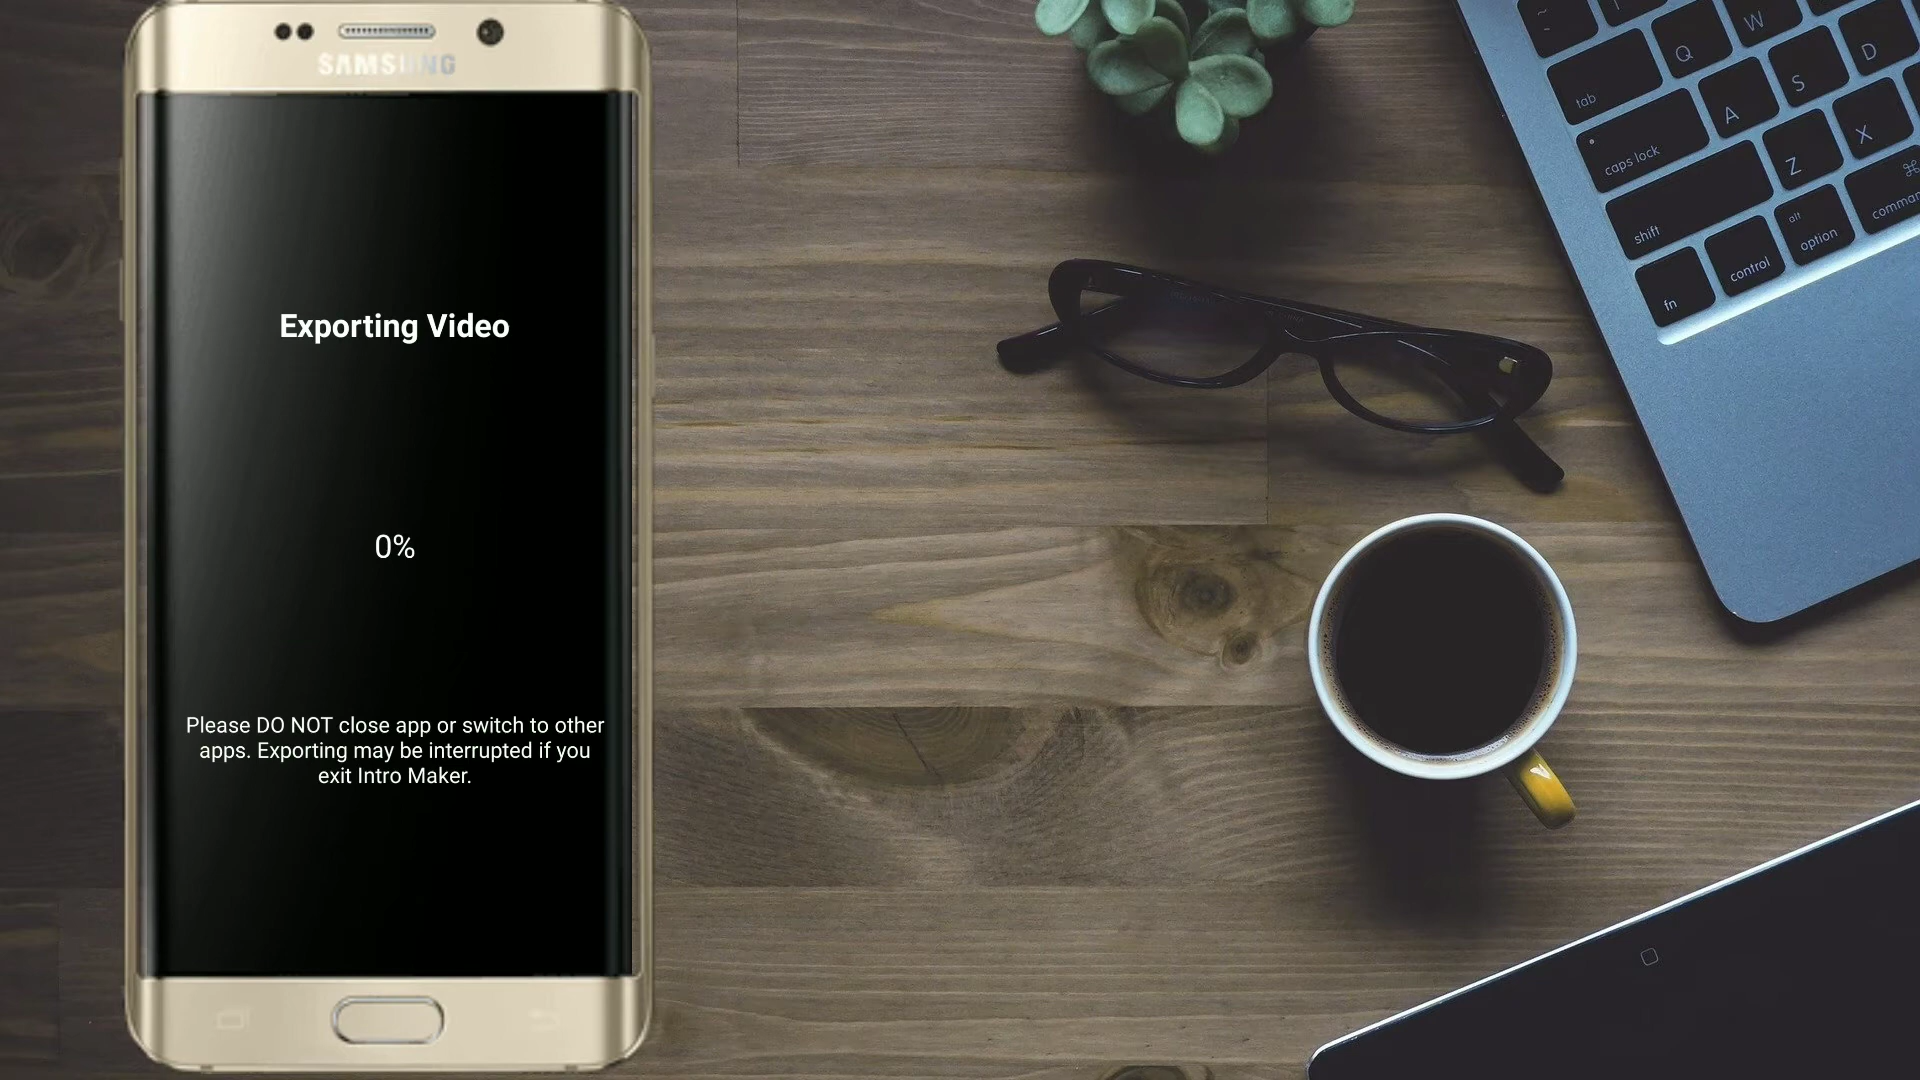 SAMSUNG
Exporting Video
0%
Please DO NOT close app or switch to other
apps. Exporting may be interrupted if you
exit Intro Maker.
~
Q
W
tab
A
S
D
caps lock
Z
X
shift
fn
control
alt
option
⌘